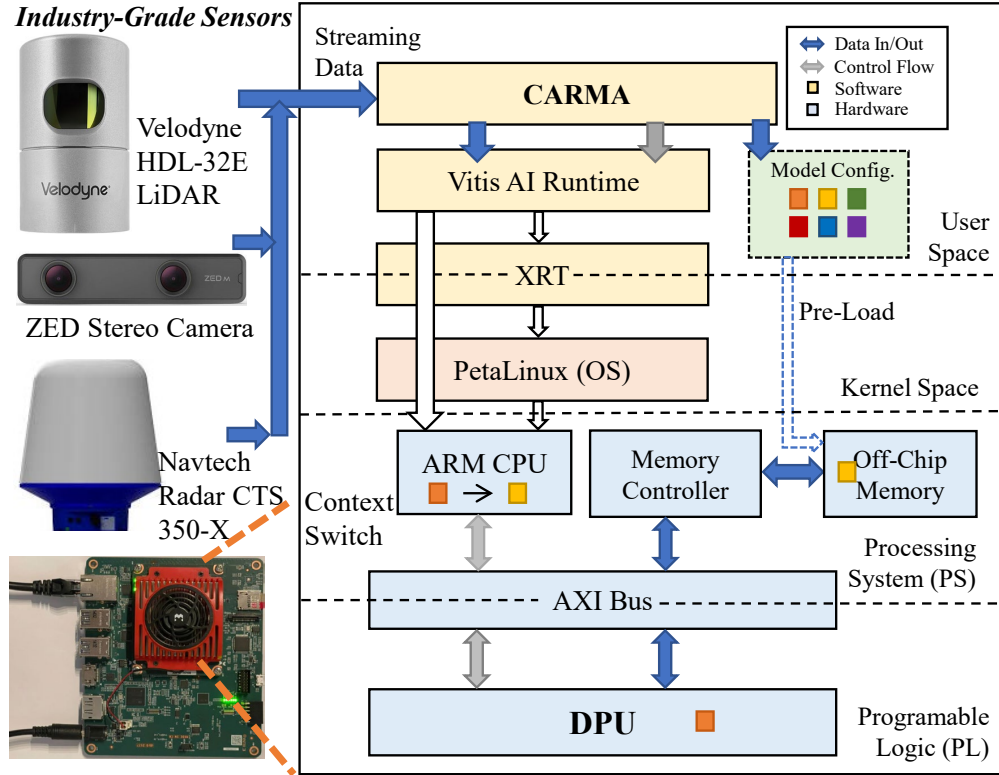 Industry-Grade Sensors
Velodyne
HDL-32E
LiDAR
Velodyne
ZED M
ZED Stereo Camera
Navtech
Radar CTS
350-X
Streaming
Data
Data In/Out
Control Flow
Software
Hardware
CARMA
Vitis AI Runtime
Model Config.
User
Space
XRT
Pre-Load
PetaLinux (OS)
Kernel Space
ARM CPU
Memory
Controller
Off-Chip
Memory
Context
Switch
Processing
System (PS)
AXI Bus
DPU
Programable
Logic (PL)